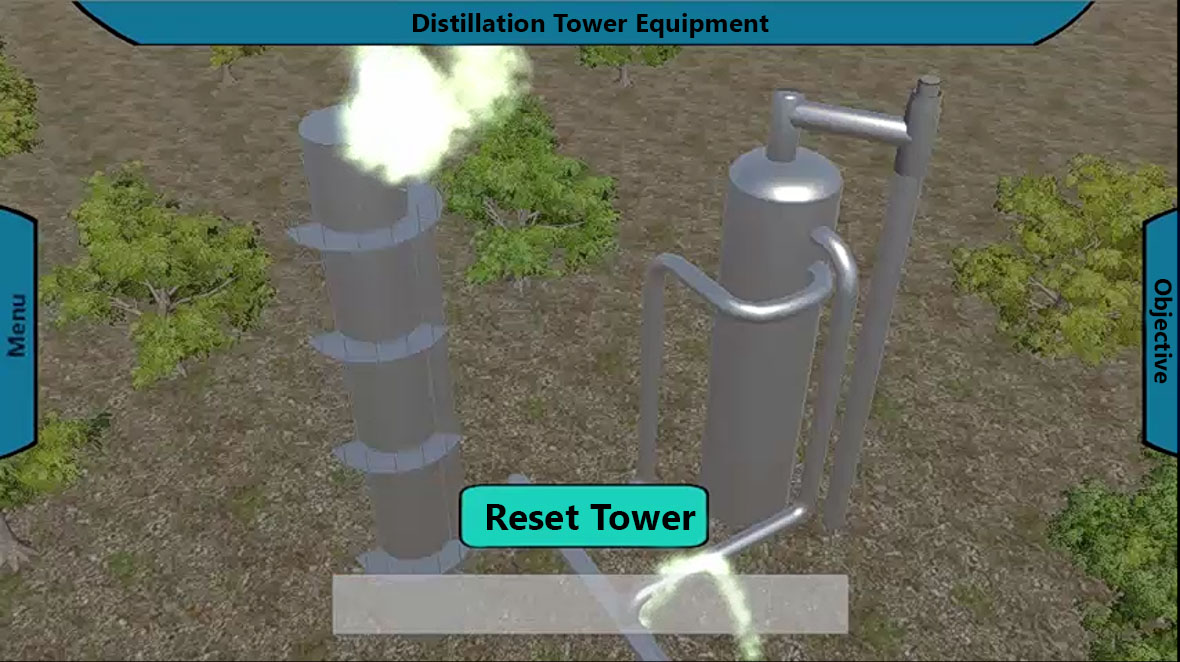 Distillation Tower Equipment
Menu
Objective
Reset Tower